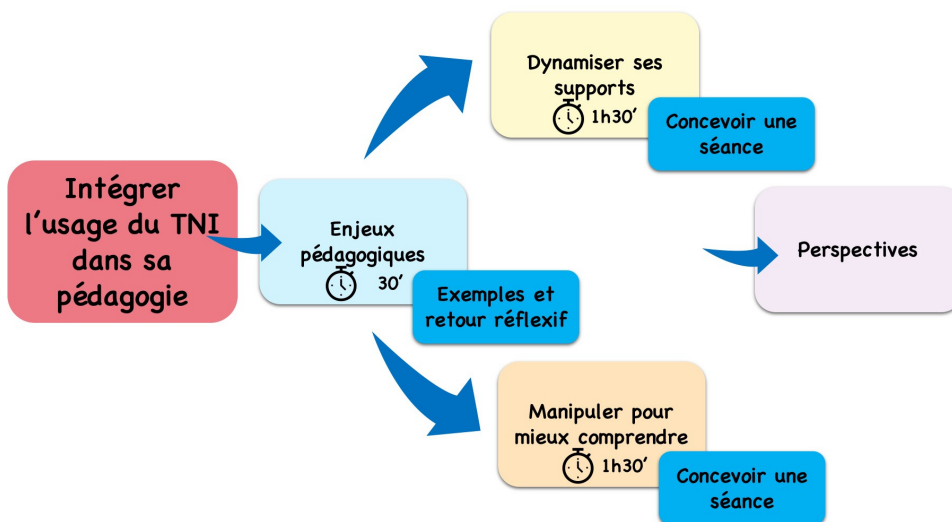 Intégrer
l'usage du TNI
dans sa
pédagogie
Enjeux
pédagogiques
30'
Exemples et
retour réflexif
Dynamiser ses
supports
1h30'
Concevoir une
séance
Manipuler pour
mieux comprendre
1h30'
Concevoir une
séance
Perspectives